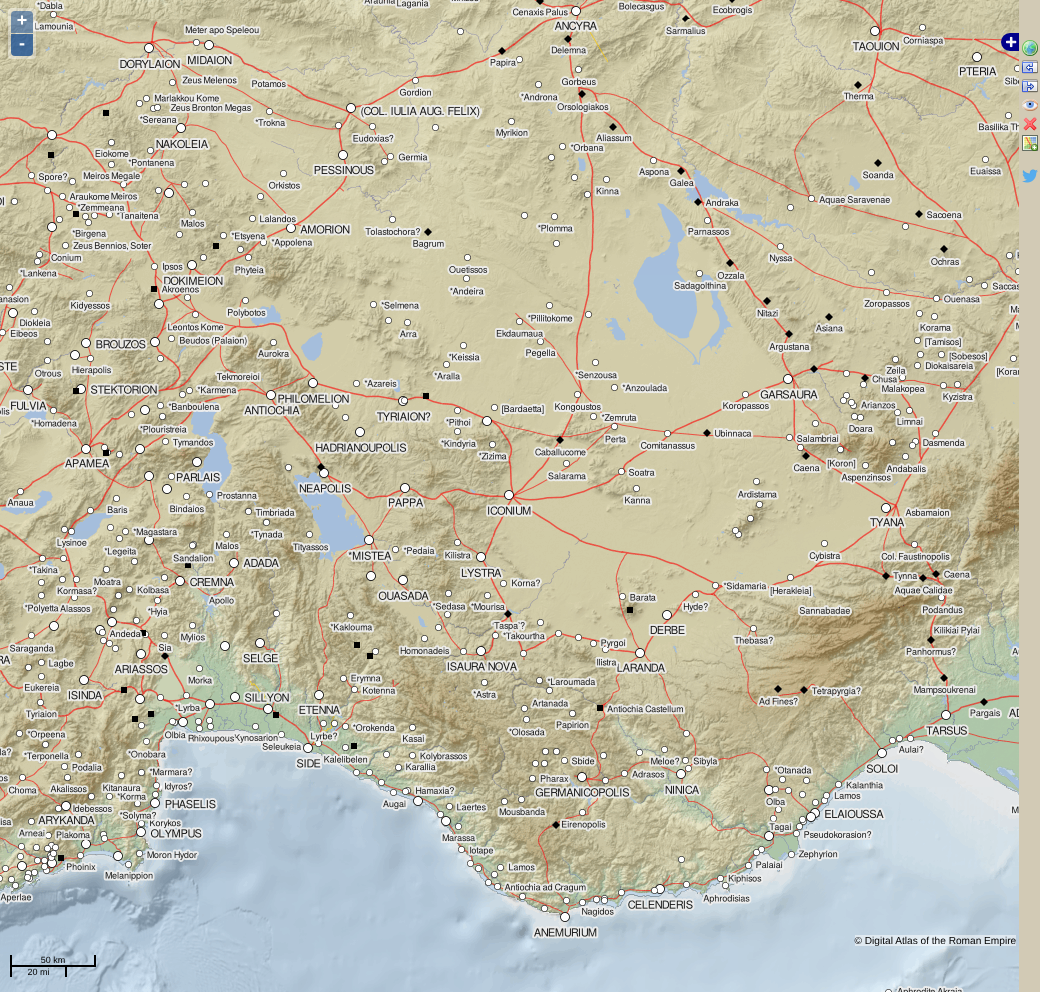 *Dabla
Lamounia
Lagania
Cenaxis Palus
Bolecasgus
Ecobrogis
+
-
Meter apo Speleou
DORYLAION
MIDAION
ANCYRA
Sarmalius
Delemna
Papira
TAOUION
Corniaspa
PTERIA
Zeus Melenos
Potamos
Gordion
Gorbeus
*Androna
Orsologiakos
Therma
Marlakkou Kome
Zeus Bronton Megas
*Sereana
*Trokna
(COL. IULIA AUG. FELIX)
Eudoxias?
Myrikion
Aliassum
Basilika Th
NAKOLEIA
Eiokome
*Pontanena
Germia
PESSINOUS
*Orbana
Aspona
Galea
Soanda
Euaissa
Spore?
Meiros Megale
Orkistos
Kinna
Araukome Meiros
*Zemmeana
*Tanaitena
Malos
Lalandos
AMORION
Andraka
Aquae Saravenae
Sacoena
*Birgena
Zeus Bennios, Soter
*Etsyena
*Appolena
Tolastochora?
Bagrum
*Plomma
Parnassos
Ochras
Conium
*Lankena
Ipsos
DOKIMEION
Phyteia
Ouetissos
Nyssa
Ozzala
Sadagolthina
*Andeira
Akroenos
Kidyessos
Polybotos
*Selmena
Zoropassos
Ouenasa
Saccas
Diokleia
Eibeos
Leontos Kome
Beudos (Palaion)
Arra
*Pillitokome
Ekdaumaua
Nitazi
Asiana
Korama
[Tamisos]
BROUZOS
Hierapolis
Otrous
Aurokra
*Keissia
Pegella
Argustana
[Sobesos]
Diokaisareia
STEKTORION
*Karmena
Tekmoreioi
PHILOMELION
*Azareis
*Aralla
*Senzousa
*Anzoulada
GARSAURA
Zeila
Chusa
Malakopea
Kyzistra
FULVIA
*Homadena
*Banboulena
ANTIOCHIA
TYRIAION?
[Bardaetta]
Kongoustos
Koropassos
Arianzos
Limnai
Doara
*Plouristreia
*Pithoi
*Zemruta
Perta
Comitanassus
Ubinnaca
Salambriai
Dasmenda
Tymandos
HADRIANOUPOLIS
*Kindyria
*Zizima
Caballucome
APAMEA
PARLAIS
NEAPOLIS
Salarama
Soatra
Caena
[Koron]
Andabalis
Aspenzinsos
Anaua
Baris
Bindaios
Prostanna
PAPPA
ICONIUM
Kanna
Ardistama
TYANA
Asbamaion
Timbriada
*Tynada
Lysinoe
*Magastara
*Legeita
Malos
Tityassos
*MISTEA
*Pedaia
Kilistra
Cybistra
Col. Faustinopolis
*Takina
Sandalion
ADADA
LYSTRA
Tynna
Caena
Kormasa?
Moatra
Kolbasa
CREMNA
Apollo
OUASADA
Korna?
*Sidamaria
[Herakleia]
Aquae Calidae
*Polyetta
Alassos
*Hyia
*Sedasa
*Mourisa
Barata
Hyde?
Sannabadae
Podandus
Andeda
Mylios
*Kaklouma
Taspa?
DERBE
Thebasa?
Kilikiai Pylai
Saraganda
Sia
SELGE
Homonadeis
*Takourtha
Pyrgoi
Panhormus?
Lagbe
ARIASSOS
ISAURA NOVA
Ilistra
LARANDA
Eukereia
ISINDA
Morka
Erymna
Kotenna
*Astra
*Laroumada
Ad Fines?
Tetrapyrgia?
Mampsoukrenai
Tyriaion
*Lyrba
SILLYON
ETENNA
Artanada
Antiochia Castellum
Pargais
*Orpeena
Olbia
Rhixoupous
Kynosarion
Seleukeia
Lyrbe?
*Orokenda
Papirion
*Olosada
TARSUS
*Onobara
Kasai
Aulai?
*Terponella
Podalia
SIDE
Kalelibelen
Kolybrassos
Karallia
Sbide
Meloe?
Sibyla
SOLOI
*Marmara?
Adrasos
*Otanada
Choma
Akalissos
Kitanaura
Idyros?
Pharax
GERMANICOPOLIS
NINICA
Kalanthia
*Korma
Hamaxia?
Augai
Lamos
Idebessos
PHASELIS
Olba
ARYKANDA
*Solyma?
Korykos
Laertes
Mousbanda
ELAIOUSSA
Arneai
Plakoma
OLYMPUS
Marassa
Eirenopolis
Tagai
Pseudokorasion?
Iotape
Moron Hydor
Zephyrion
Phoinix
Melanippion
Lamos
Palaiai
Kiphisos
Aperlae
Antiochia ad Cragum
Aphrodisias
Nagidos
CELENDERIS
ANEMURIUM
© Digital Atlas of the Roman Empire
50 km
20 mi
Aphrodite Akraia